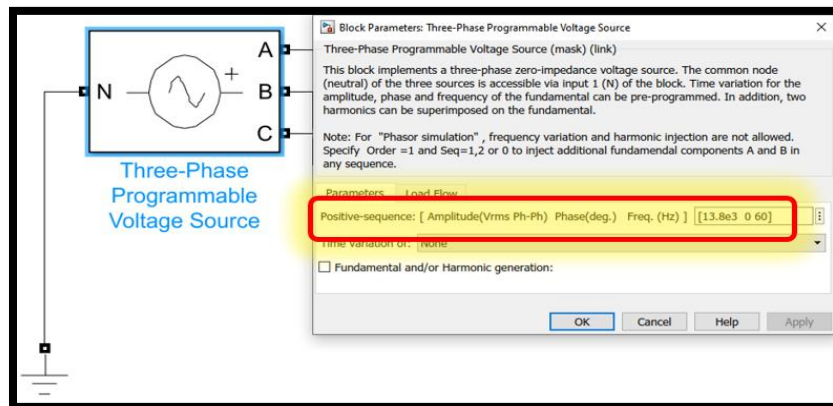 A
N
+
B
C
Three-Phase
Programmable
Voltage Source
Block Parameters: Three-Phase Programmable Voltage Source
Three-Phase Programmable Voltage Source (mask) (link)
This block implements a three-phase zero-impedance voltage source. The common node
(neutral) of the three sources is accessible via input 1 (N) of the block. Time variation for the
amplitude, phase and frequency of the fundamental can be pre-programmed. In addition, two
harmonics can be superimposed on the fundamental.
Note: For "Phasor simulation" , frequency variation and harmonic injection are not allowed.
Specify Order =1 and Seq=1,2 or 0 to inject additional fundamendal components A and B in
any sequence.
Parameters Load Flow
Positive-sequence: [ Amplitude(Vrms Ph-Ph) Phase(deg.) Freq. (Hz) ] [13.8e3 0 60]
Time variation of: None
Fundamental and/or Harmonic generation:
OK Cancel Help Apply